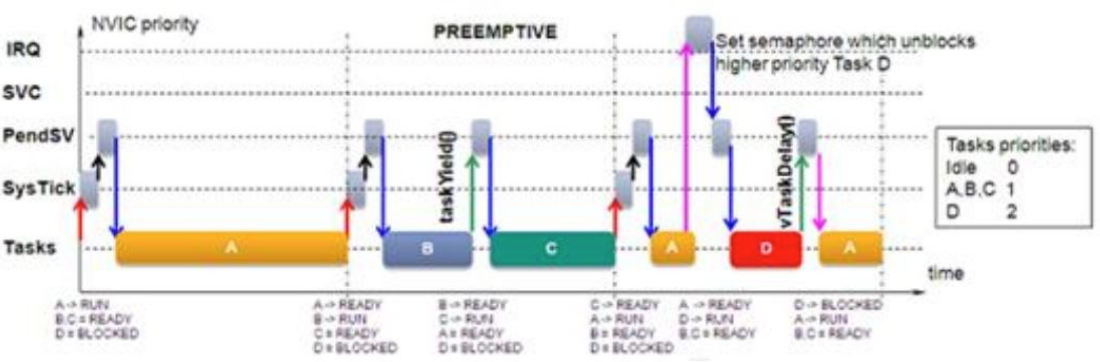 NVIC priority
PREEMPTIVE
IRQ
Set semaphore which unblocks
higher priority Task D
SVC
PendSV
taskYield()
vTaskDelay()
SysTick
Tasks priorities:
Idle 0
A,B,C 1
D 2
Tasks
A
B
C
A
D
A
time
A -> RUN
B,C = READY
D = BLOCKED
A -> READY
B -> RUN
C = READY
D = BLOCKED
B -> READY
C -> RUN
A = READY
D = BLOCKED
C -> READY
A -> RUN
B = READY
D = BLOCKED
A -> READY
D -> RUN
B,C = READY
D -> BLOCKED
A -> RUN
B,C = READY